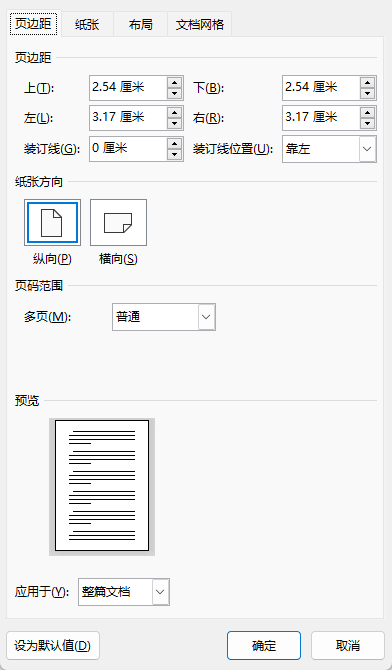 页边距 纸张 布局 文档网格
页边距
上(T): 2.54 厘米 下(B): 2.54 厘米
左(L): 3.17 厘米 右(R): 3.17 厘米
装订线(G): 0 厘米 装订线位置(U): 靠左
纸张方向
纵向(P) 横向(S)
页码范围
多页(M): 普通
预览
应用于(Y): 整篇文档
设为默认值(D) 确定 取消